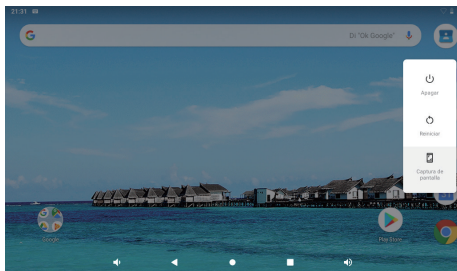 21:31
Di "Ok Google"
Apagar
Reiniciar
Captura de
pantalla
Google
Play Store